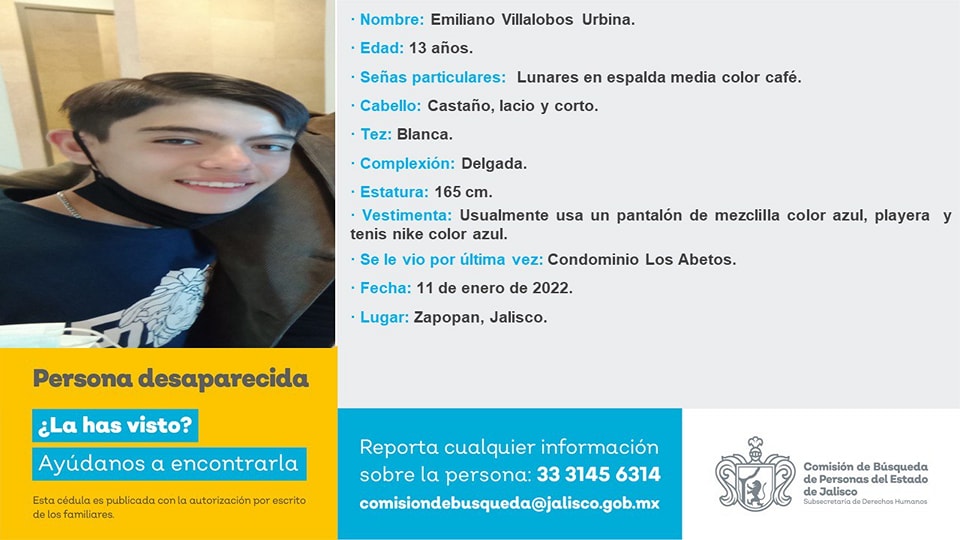 · Nombre: Emiliano Villalobos Urbina.
· Edad: 13 años.
· Señas particulares: Lunares en espalda media color café.
· Cabello: Castaño, lacio y corto.
· Tez: Blanca.
· Complexión: Delgada.
· Estatura: 165 cm.
· Vestimenta: Usualmente usa un pantalón de mezclilla color azul, playera y
tenis nike color azul.
· Se le vio por última vez: Condominio Los Abetos.
· Fecha: 11 de enero de 2022.
· Lugar: Zapopan, Jalisco.
Persona desaparecida
¿La has visto?
Ayúdanos a encontrarla
Esta cédula es publicada con la autorización por escrito
de los familiares.
Reporta cualquier información
sobre la persona: 33 3145 6314
comisiondebusqueda@jalisco.gob.mx
Comisión de Búsqueda
de Personas del Estado
de Jalisco
Subsecretaría de Derechos Humanos